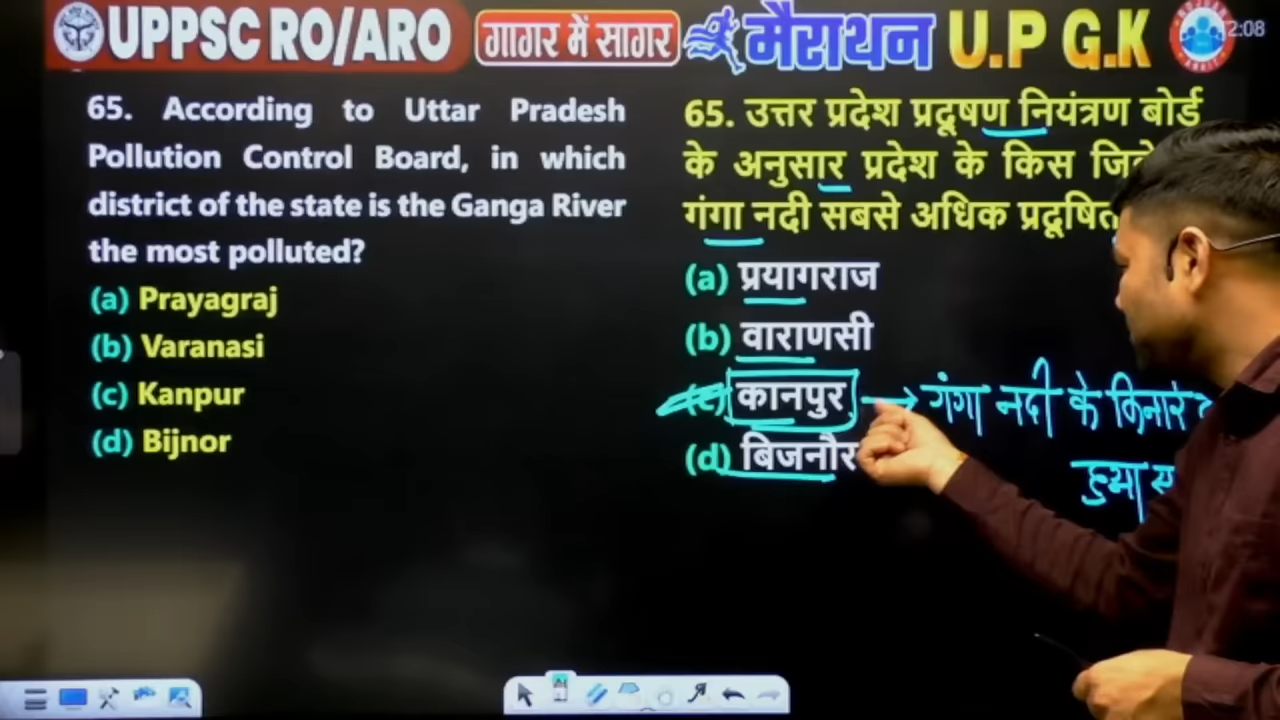 UPPSC RO/ARO गागर में सागर मैराथन U.P G.K
2:08
65. According to Uttar Pradesh
Pollution Control Board, in which
district of the state is the Ganga River
the most polluted?
(a) Prayagraj
(b) Varanasi
(c) Kanpur
(d) Bijnor
65. उत्तर प्रदेश प्रदूषण नियंत्रण बोर्ड
के अनुसार प्रदेश के किस
गंगा नदी सबसे अधिक प्रदूषित
(a) प्रयागराज
(b) वाराणसी
(c) कानपुर → गंगा नदी के किनारे
(d) बिजनौर
हुआ